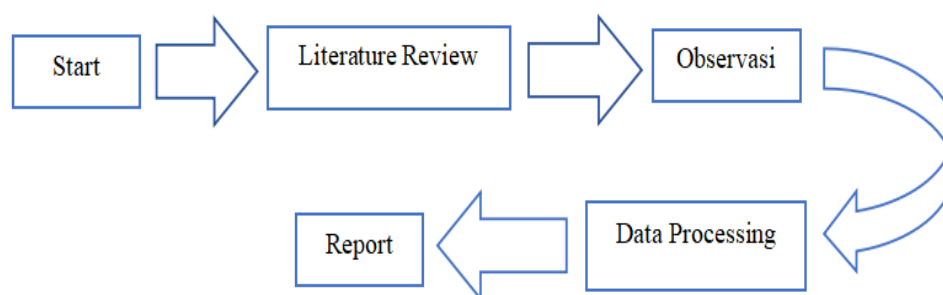 Start
Literature Review
Observasi
Data Processing
Report